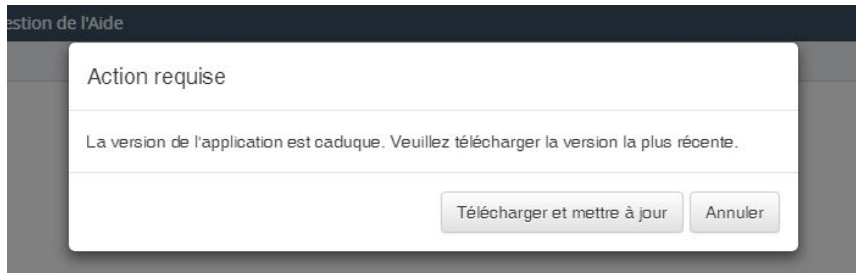 estion de l'Aide
Action requise
La version de l'application est caduque. Veuillez télécharger la version la plus récente.
Télécharger et mettre à jour
Annuler